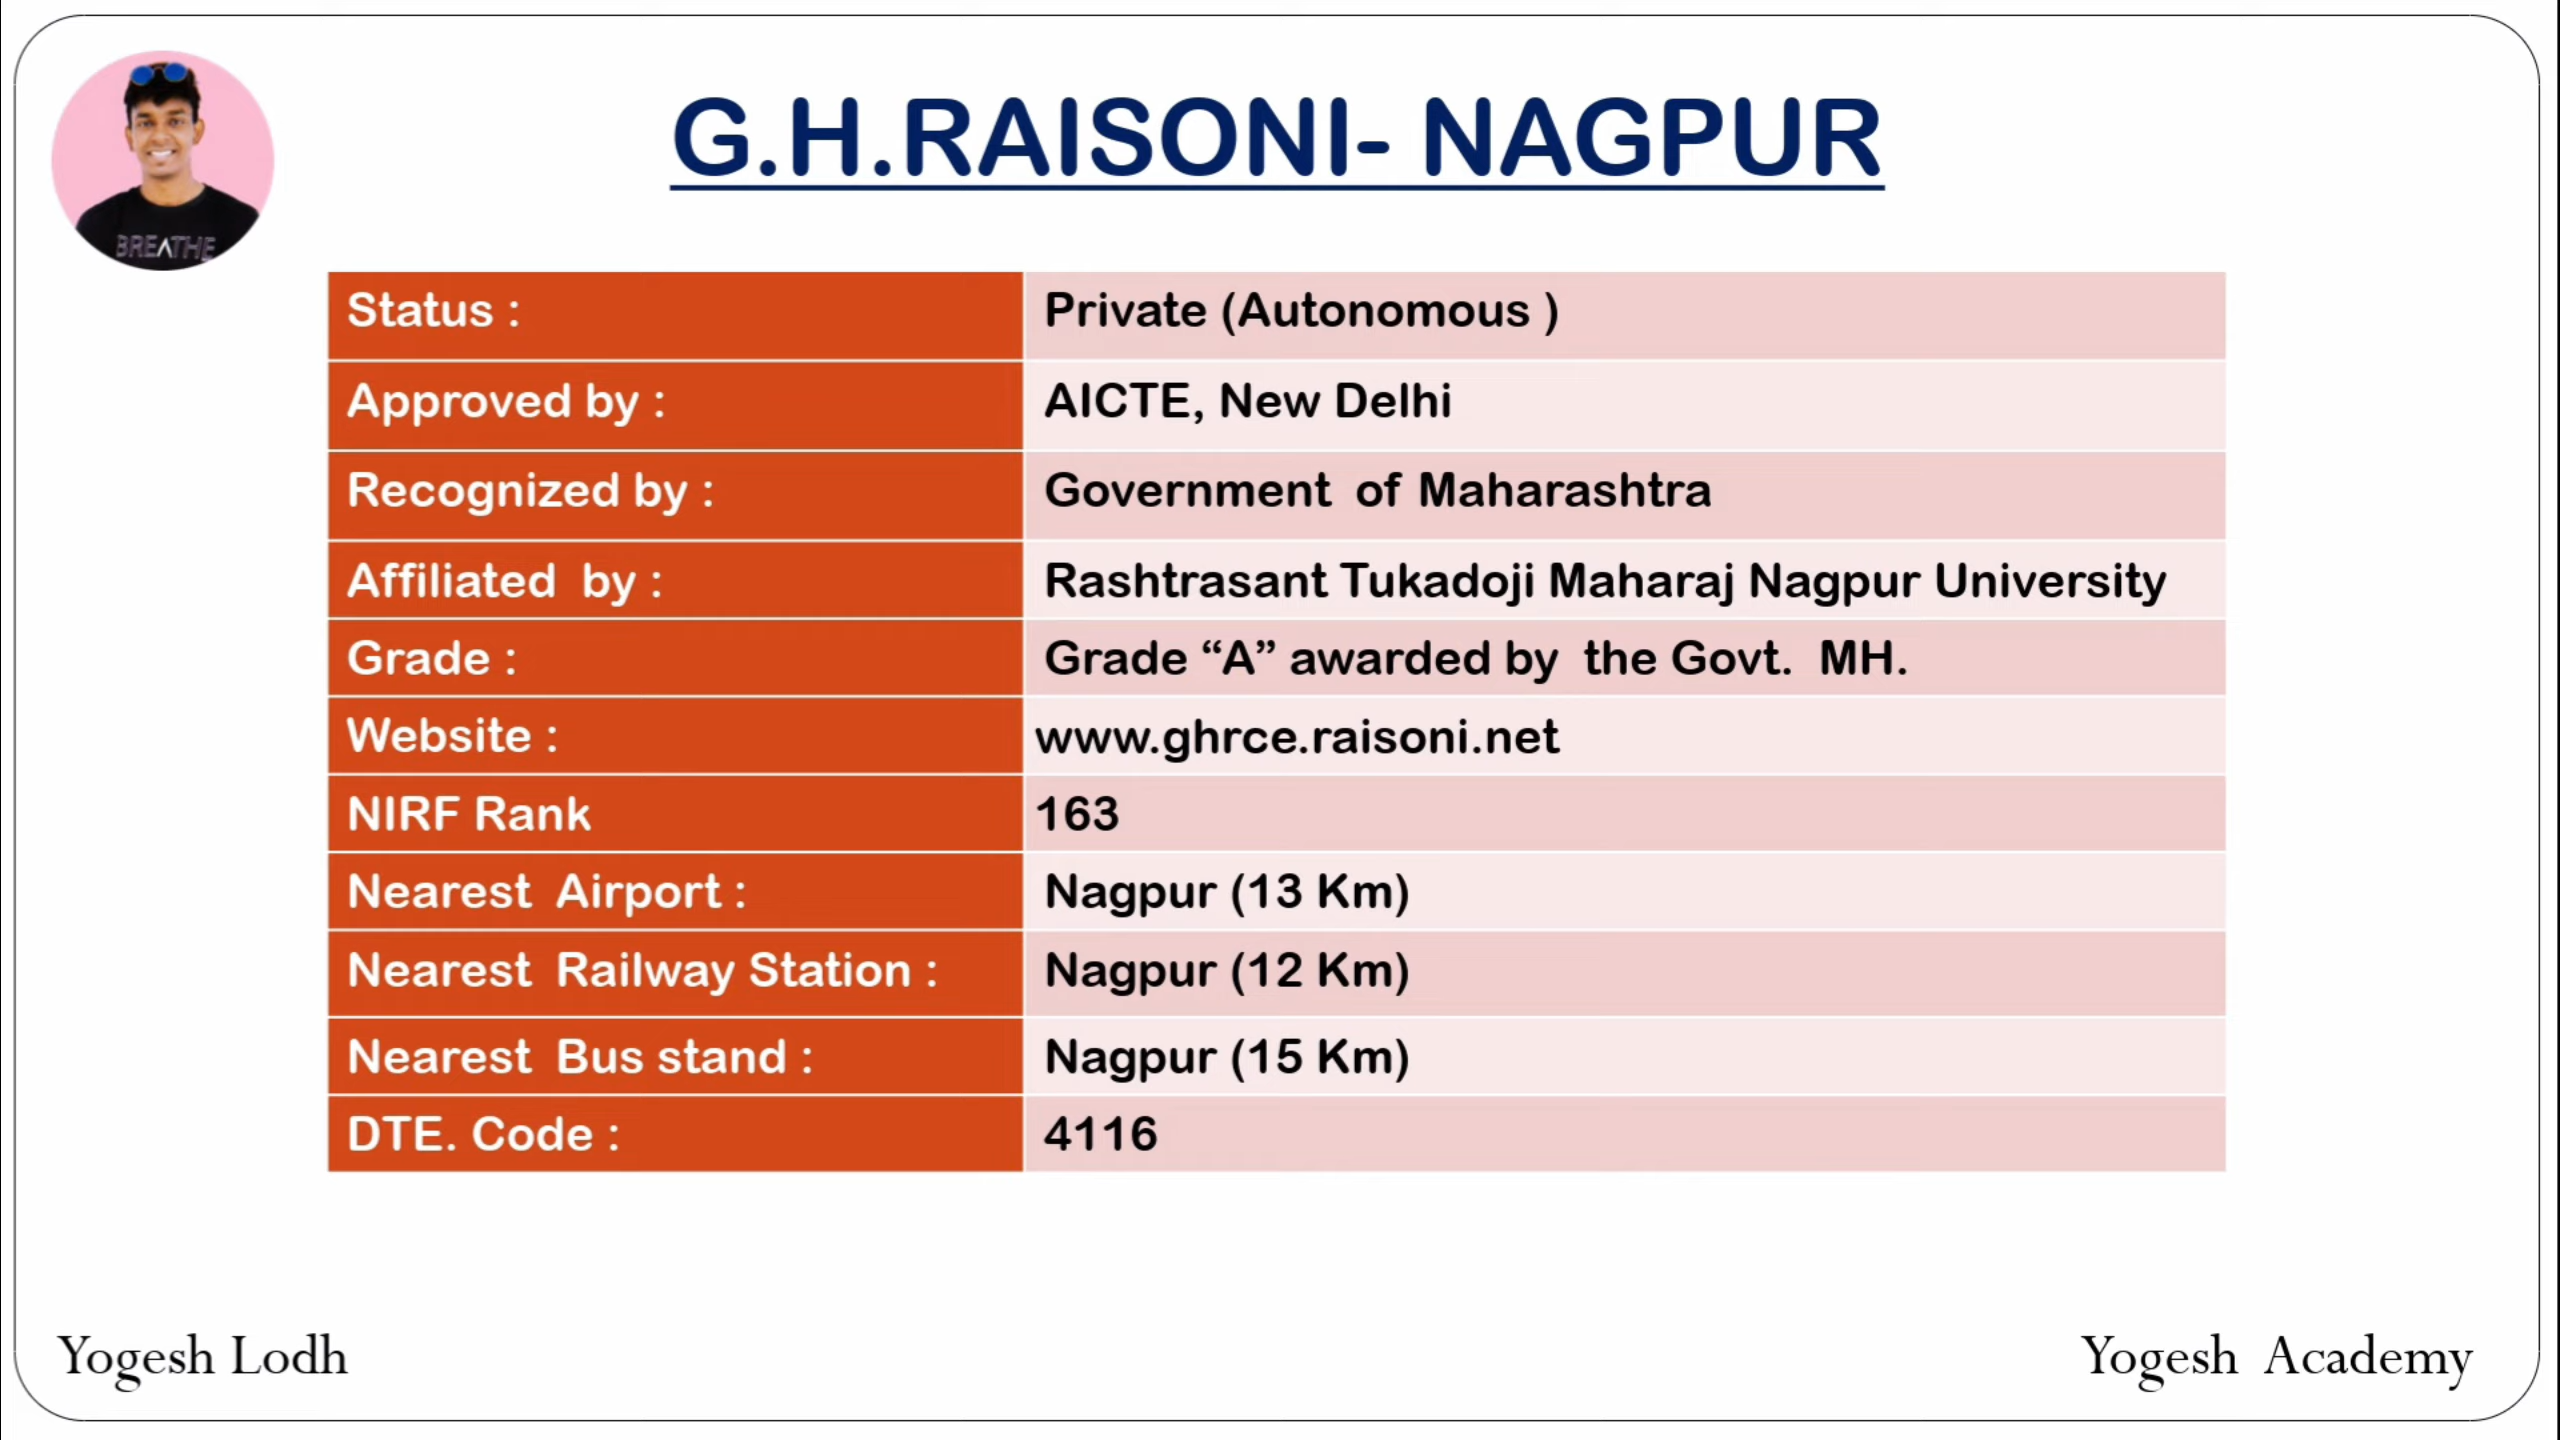 G.H.RAISONI- NAGPUR
BREATHE
Status : Private (Autonomous )
Approved by : AICTE, New Delhi
Recognized by : Government of Maharashtra
Affiliated by : Rashtrasant Tukadoji Maharaj Nagpur University
Grade : Grade “A” awarded by the Govt. MH.
Website : www.ghrce.raisoni.net
NIRF Rank 163
Nearest Airport : Nagpur (13 Km)
Nearest Railway Station : Nagpur (12 Km)
Nearest Bus stand : Nagpur (15 Km)
DTE. Code : 4116
Yogesh Lodh
Yogesh Academy